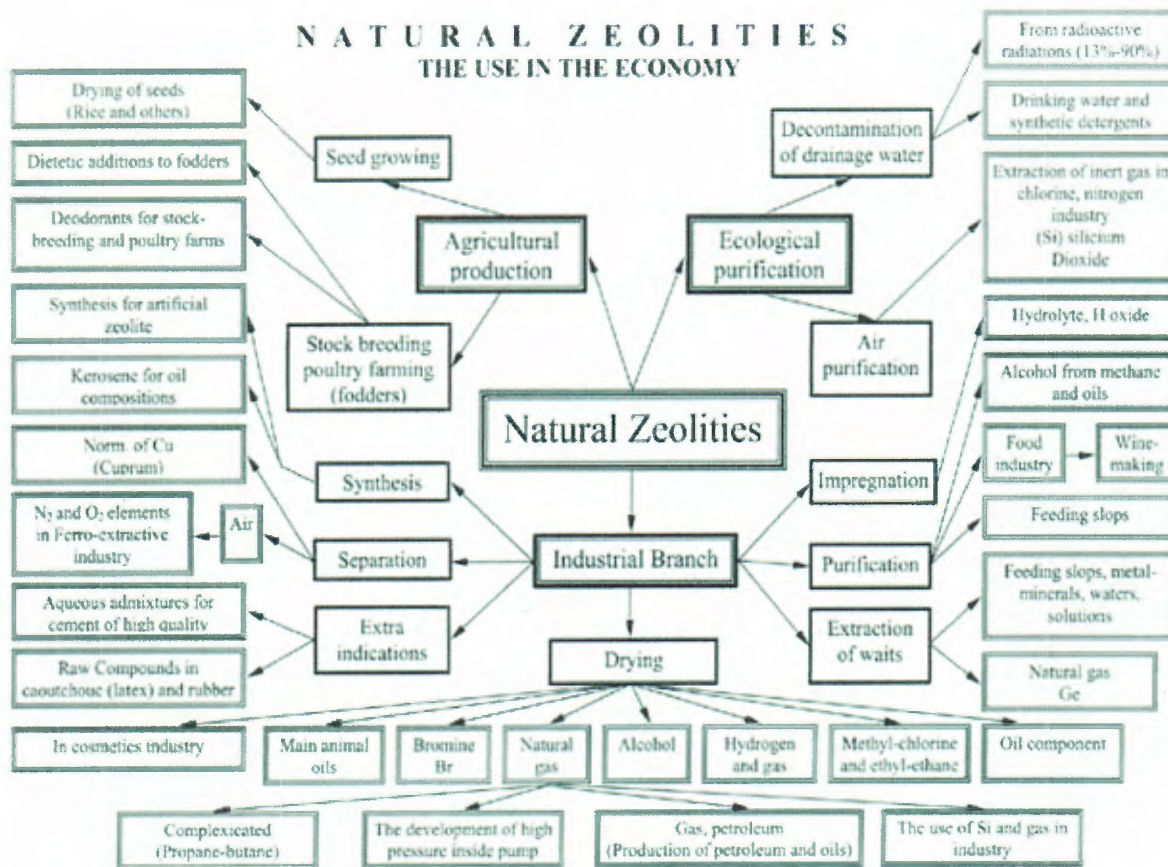 NATURAL ZEOLITIES
THE USE IN THE ECONOMY
Drying of seeds
(Rice and others)
Dietetic additions to fodders
Deodorants for stock-
breeding and poultry farms
Synthesis for artificial
zeolite
Kerosene for oil
compositions
Norm. of Cu
(Cuprum)
N₂ and O₂ elements
in Ferro-extractive
industry
Air
Aqueous admixtures for
cement of high quality
Raw Compounds in
caoutchouc (latex) and rubber
Seed growing
Agricultural
production
Stock breeding
poultry farming
(fodders)
Synthesis
Separation
Extra
indications
Natural Zeolities
Industrial Branch
Drying
Ecological
purification
Decontamination
of drainage water
Air
purification
Impregnation
Purification
Extraction
of waits
From radioactive
radiations (13%-90%)
Drinking water and
synthetic detergents
Extraction of inert gas in
chlorine, nitrogen
industry
(Si) silicium
Dioxide
Hydrolyte, H oxide
Alcohol from methane
and oils
Food
industry
Wine-
making
Feeding slops
Feeding slops, metal-
minerals, waters,
solutions
Natural gas
Ge
In cosmetics industry
Main animal
oils
Bromine
Br
Natural
gas
Alcohol
Hydrogen
and gas
Methyl-chlorine
and ethyl-ethane
Oil component
Complexicated
(Propane-butane)
The development of high
pressure inside pump
Gas, petroleum
(Production of petroleum and oils)
The use of Si and gas in
industry